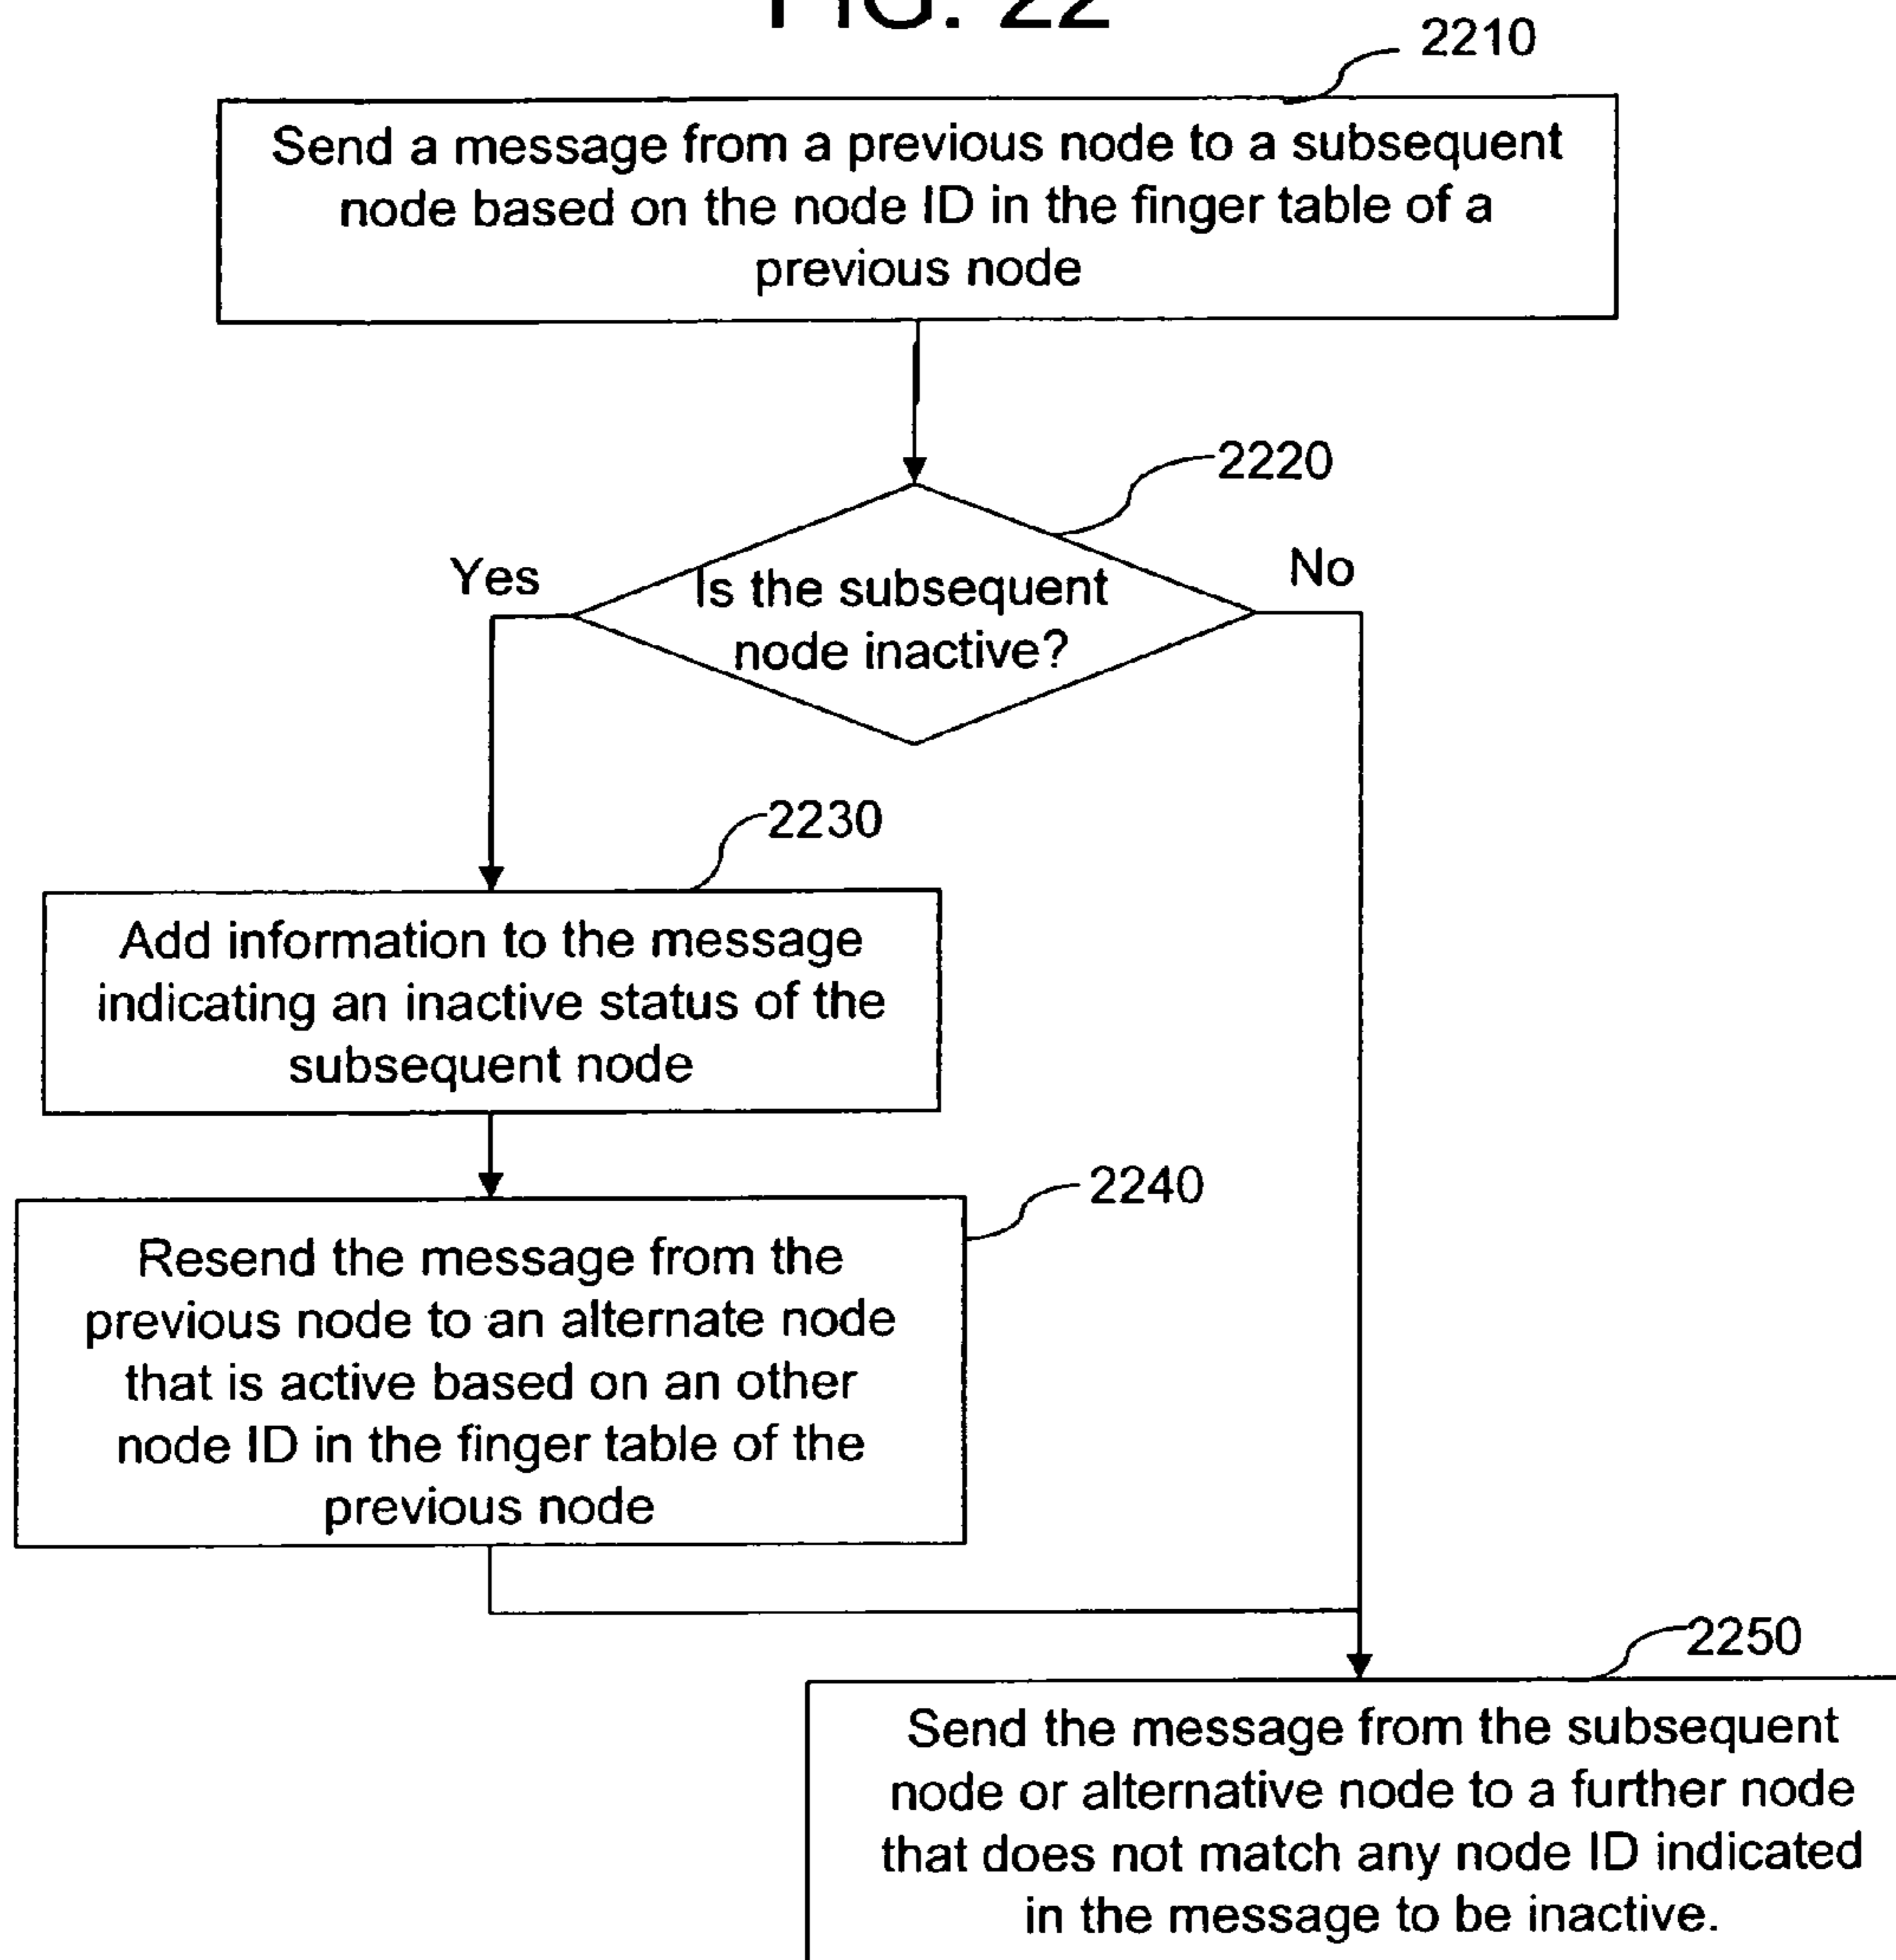 FIG. 22
2210
Send a message from a previous node to a subsequent
node based on the node ID in the finger table of a
previous node
2220
Yes
No
Is the subsequent
node inactive?
2230
Add information to the message
indicating an inactive status of the
subsequent node
2240
Resend the message from the
previous node to an alternate node
that is active based on an other
node ID in the finger table of the
previous node
2250
Send the message from the subsequent
node or alternative node to a further node
that does not match any node ID indicated
in the message to be inactive.